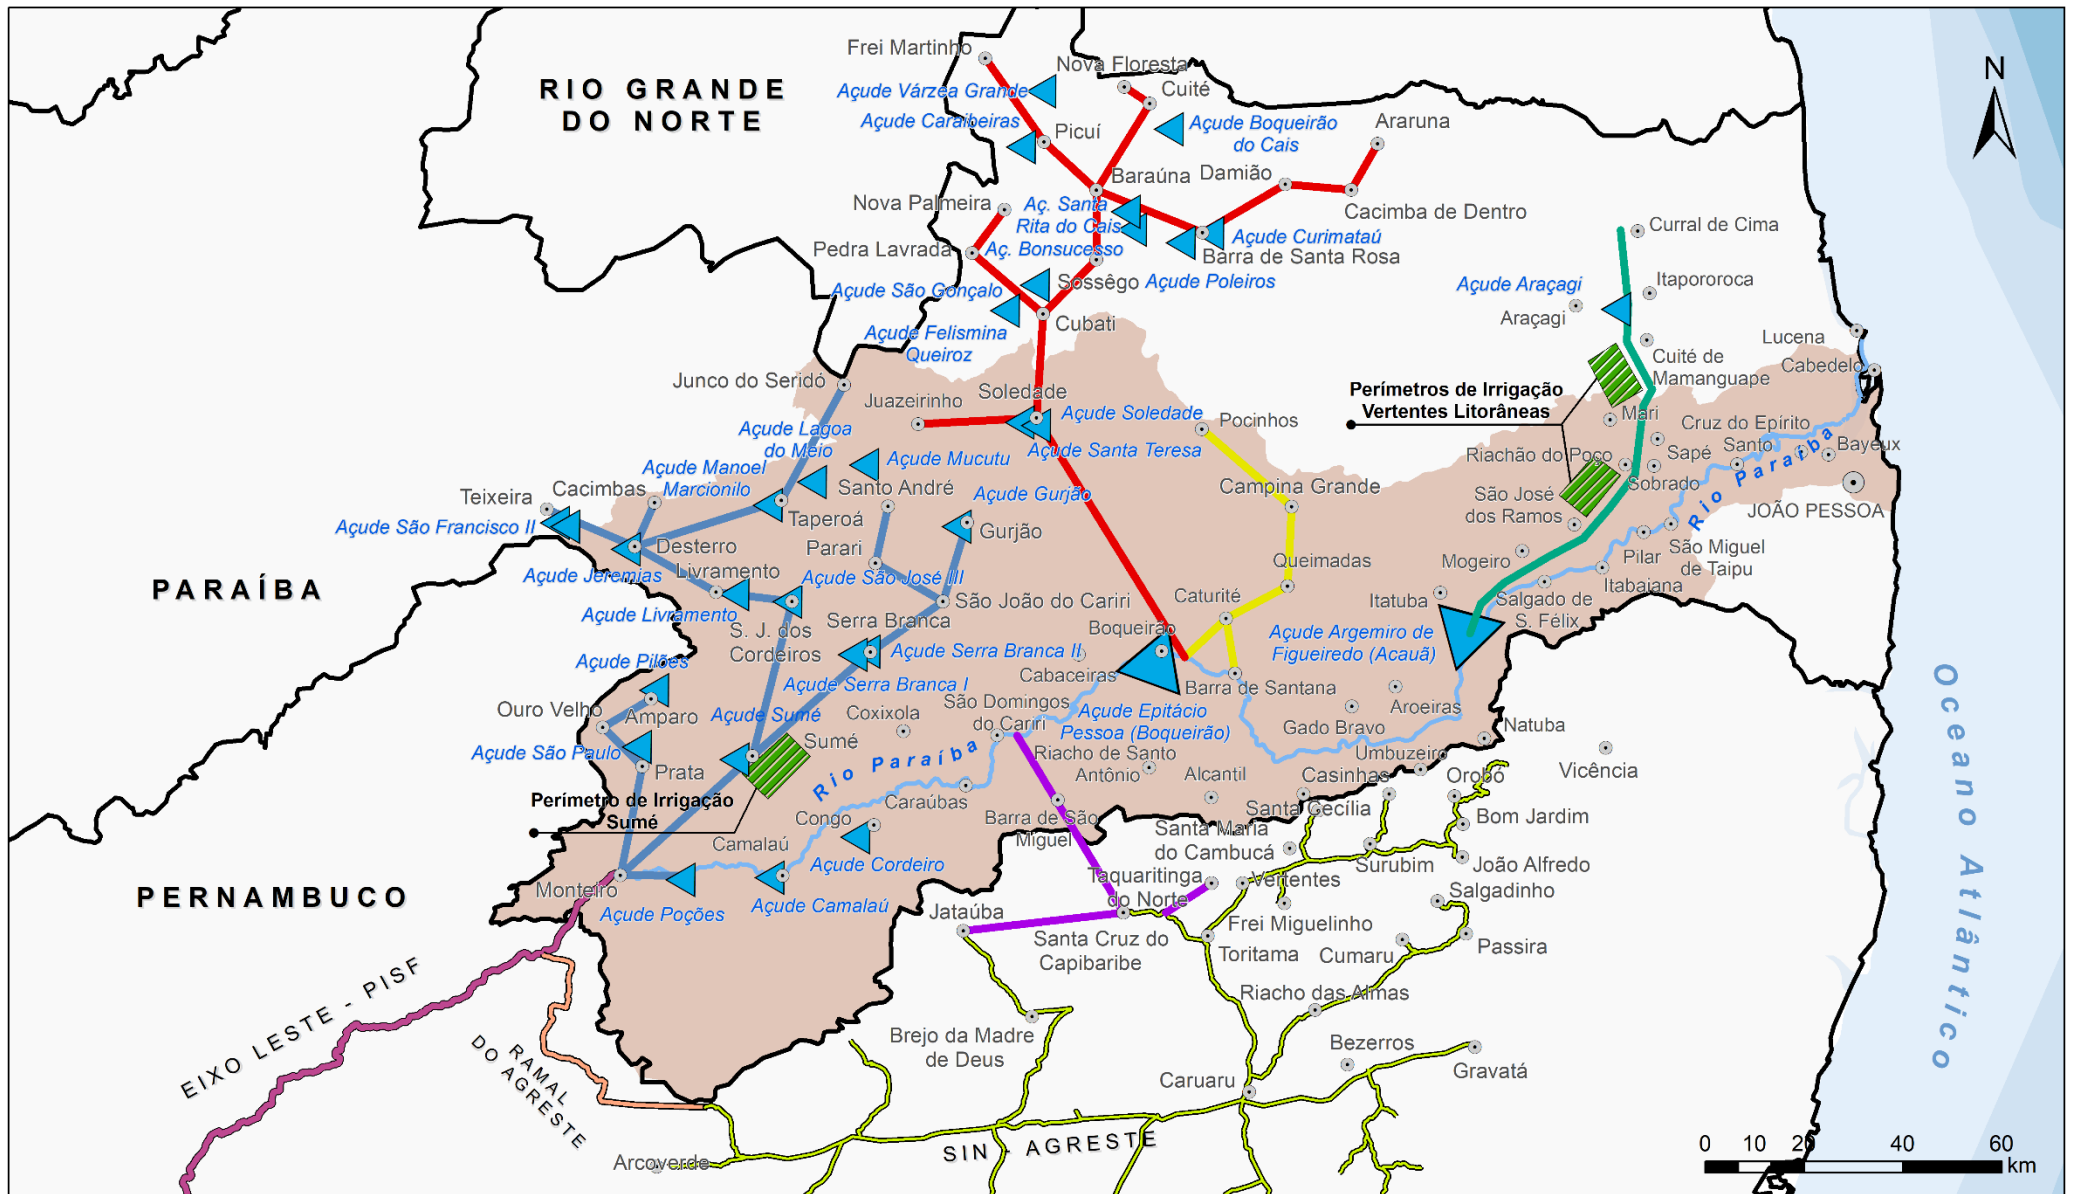 Frei Martinho
Nova Floresta
N
RIO GRANDE
DO NORTE
Açude Várzea Grande
Cuité
Açude Caraibeiras
Picuí
Açude Boqueirão
do Cais
Araruna
Baraúna
Damião
Nova Palmeira
Aç. Santa
Rita do Cais
Cacimba de Dentro
Curral de Cima
Pedra Lavrada
Aç. Bonsucesso
Açude Curimataú
Barra de Santa Rosa
Açude São Gonçalo
Sossêgo
Açude Poleiros
Açude Araçagi
Itapororoca
Araçagi
Açude Felismina
Queiroz
Cubati
Lucena
Cuité de
Mamanguape
Cabedelo
Junco do Seridó
Juazeirinho
Soledade
Perímetros de Irrigação
Vertentes Litorâneas
Açude Soledade
Pocinhos
Mari
Cruz do Epírito
Santo
Bayeux
Açude Lagoa
do Meio
Açude Santa Teresa
Riachão do Poço
Sapé
Açude Manoel
Marcionilo
Açude Mucutu
Sobrado
Rio Paraíba
Teixeira
Cacimbas
Santo André
Açude Gurjão
Campina Grande
São José
dos Ramos
JOÃO PESSOA
Açude São Francisco II
Taperoá
Gurjão
Desterro
Parari
Queimadas
Mogeiro
Pilar
São Miguel
de Taipu
Açude Jeremias
Livramento
Açude São José III
Itabaiana
PARAÍBA
Açude Livramento
São João do Cariri
Caturité
Itatuba
Salgado de
S. Félix
S. J. dos
Cordeiros
Serra Branca
Boqueirão
Açude Argemiro de
Figueiredo (Acauã)
Açude Pilões
Açude Serra Branca II
Cabaceiras
Açude Serra Branca I
Barra de Santana
Ouro Velho
Amparo
Açude Sumé
Coxixola
São Domingos
do Cariri
Açude Epitácio
Pessoa (Boqueirão)
Aroeiras
Gado Bravo
Natuba
Açude São Paulo
Sumé
Rio Paraíba
Riacho de Santo
Antônio
Umbuzeiro
Prata
Alcantil
Casinhas
Orobó
Vicência
Perímetro de Irrigação
Sumé
Caraúbas
Santa Cecília
Bom Jardim
Congo
Barra de São
Miguel
Santa Maria
do Cambucá
Camalaú
Açude Cordeiro
Surubim
João Alfredo
Monteiro
Taquaritinga
do Norte
Vertentes
Salgadinho
PERNAMBUCO
Açude Poções
Açude Camalaú
Jataúba
Frei Miguelinho
Santa Cruz do
Capibaribe
Toritama
Cumaru
Passira
EIXO LESTE - PISF
Riacho das Almas
Oceano Atlântico
RAMAL
DO AGRESTE
Brejo da Madre
de Deus
Bezerros
Gravatá
Caruaru
SIN - AGRESTE
Arcoverde
0 10 20 40 60
km